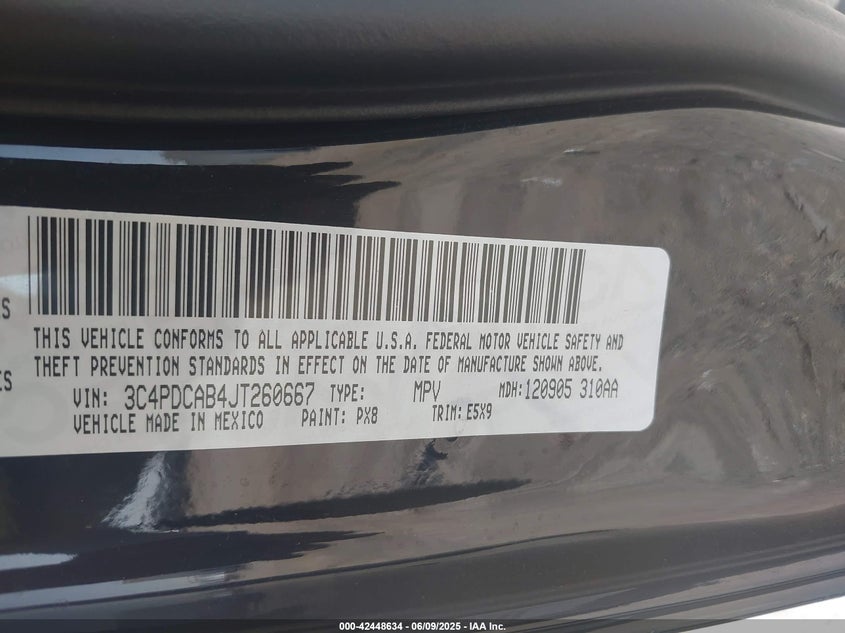 S
THIS VEHICLE CONFORMS TO ALL APPLICABLE U.S.A. FEDERAL MOTOR VEHICLE SAFETY AND
ES THEFT PREVENTION STANDARDS IN EFFECT ON THE DATE OF MANUFACTURE SHOWN ABOVE.
VIN: 3C4PDCAB4JT260667 TYPE: MPV MDH:120905 310AA
VEHICLE MADE IN MEXICO PAINT: PX8 TRIM: E5X9
000-42448634 / 06/09/2025 - IAA Inc.